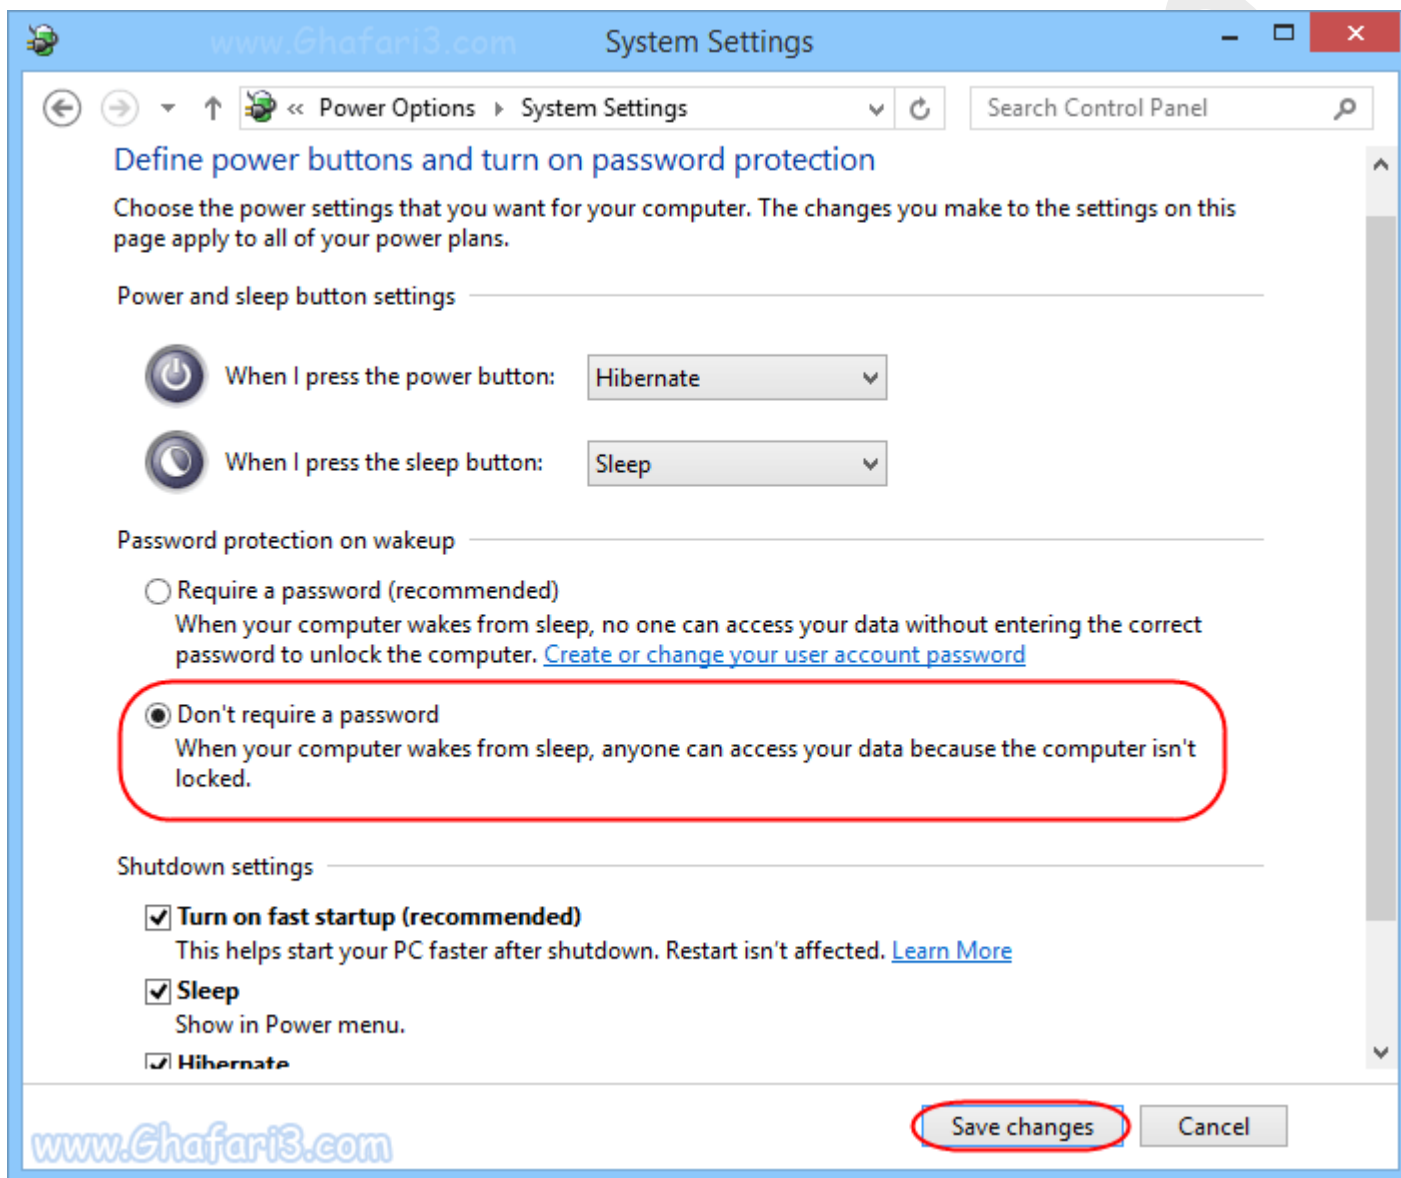 www.Ghafari3.com
System Settings
« Power Options System Settings
Search Control Panel
Define power buttons and turn on password protection
Choose the power settings that you want for your computer. The changes you make to the settings on this
page apply to all of your power plans.
Power and sleep button settings
When I press the power button: Hibernate
When I press the sleep button: Sleep
Password protection on wakeup
Require a password (recommended)
When your computer wakes from sleep, no one can access your data without entering the correct
password to unlock the computer. Create or change your user account password
Don't require a password
When your computer wakes from sleep, anyone can access your data because the computer isn't
locked.
Shutdown settings
Turn on fast startup (recommended)
This helps start your PC faster after shutdown. Restart isn't affected. Learn More
Sleep
Show in Power menu.
Hibernate
Save changes Cancel
www.Ghafari3.com